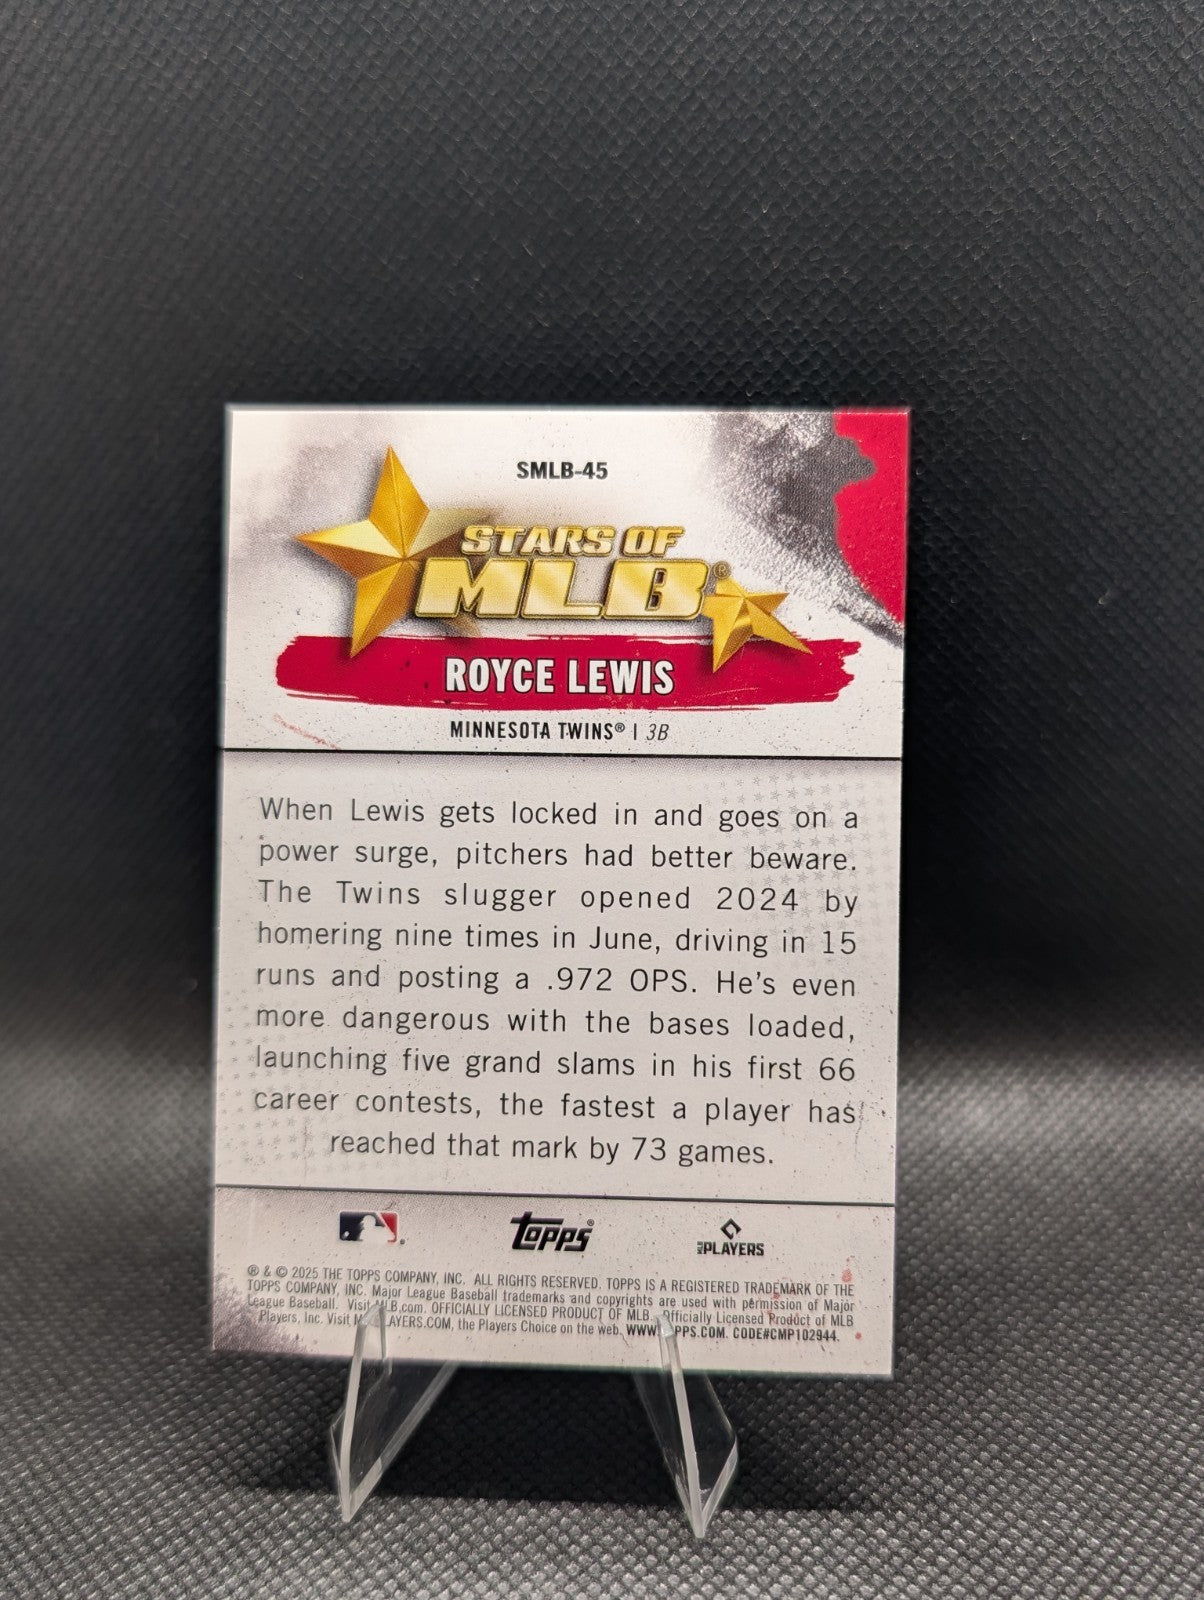 SMLB-45
STARS OF
MLB®
ROYCE LEWIS
MINNESOTA TWINS® | 3B
When Lewis gets locked in and goes on a
power surge, pitchers had better beware.
The Twins slugger opened 2024 by
homering nine times in June, driving in 15
runs and posting a .972 OPS. He's even
more dangerous with the bases loaded,
launching five grand slams in his first 66
career contests, the fastest a player has
reached that mark by 73 games.
topps®
PLAYERS
® & © 2025 THE TOPPS COMPANY, INC. ALL RIGHTS RESERVED. TOPPS IS A REGISTERED TRADEMARK OF THE
TOPPS COMPANY, INC. Major League Baseball trademarks and copyrights are used with permission of Major
League Baseball. Visit MLB.com. OFFICIALLY LICENSED PRODUCT OF MLB Officially Licensed Product of MLB
Players, Inc. Visit the Players Choice on the web. CODE#CMP102944.